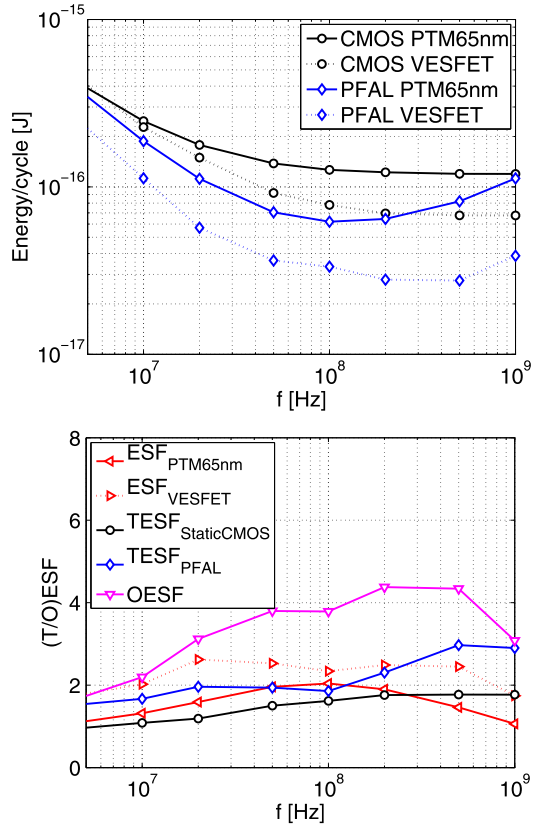 10^-15
CMOS PTM65nm
CMOS VESFET
PFAL PTM65nm
PFAL VESFET
Energy/cycle [J]
10^-16
10^-17
10^7
10^8
10^9
f [Hz]
8
ESF_PTM65nm
ESF_VESFET
TESF_StaticCMOS
TESF_PFAL
OESF
(T/O)ESF
6
4
2
0
10^7
10^8
10^9
f [Hz]